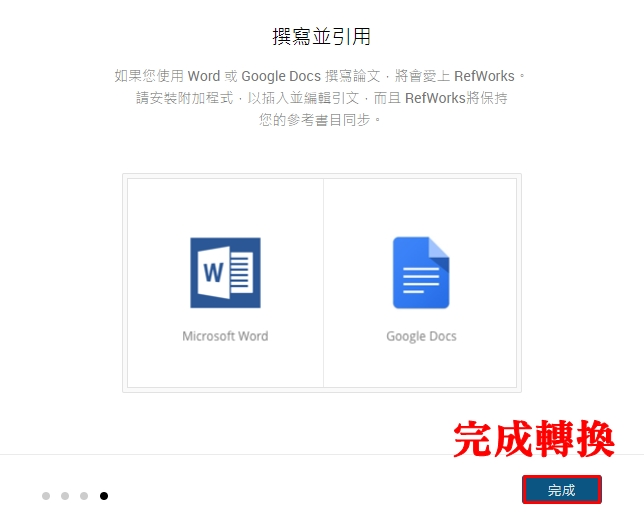 撰寫並引用
如果您使用 Word 或 Google Docs 撰寫論文，將會愛上 RefWorks。
請安裝附加程式，以插入並編輯引文，而且 RefWorks將保持
您的參考書目同步。
W
Microsoft Word
Google Docs
完成轉換
完成